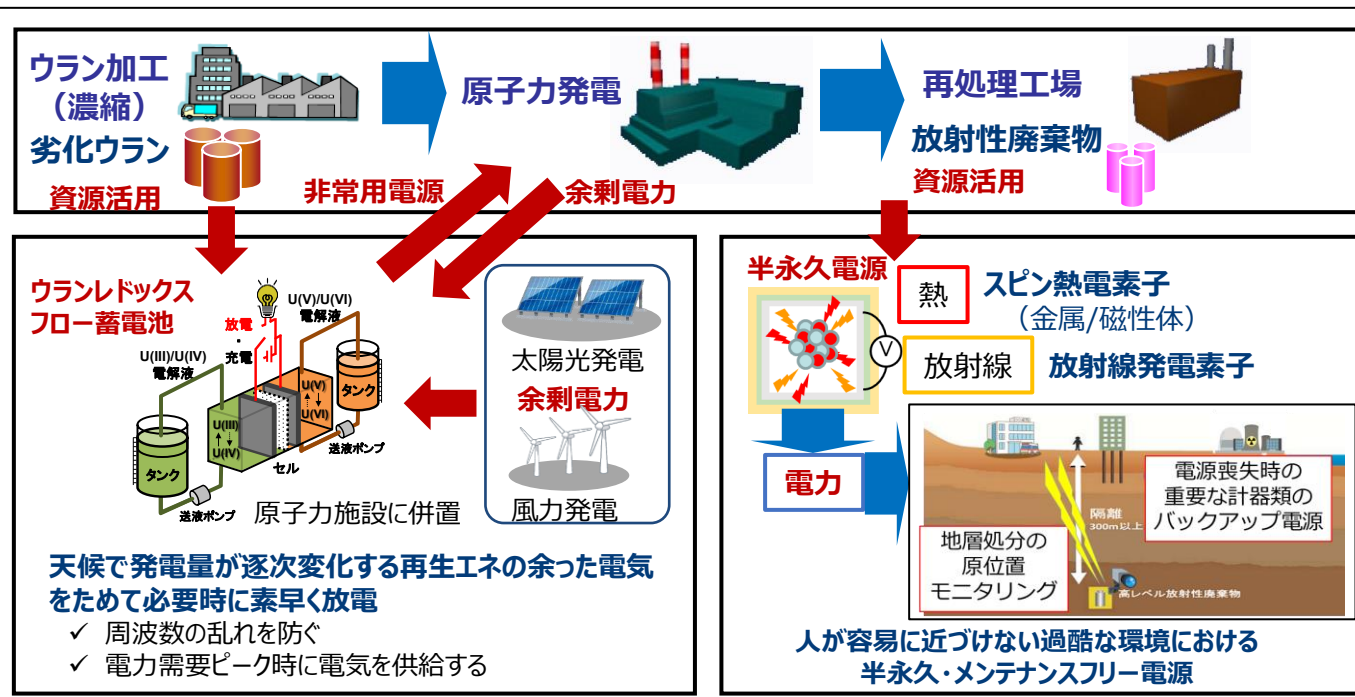 ウラン加工
（濃縮）
劣化ウラン
資源活用
原子力発電
非常用電源
余剰電力
再処理工場
放射性廃棄物
資源活用
ウランレドックス
フロー蓄電池
放電
・
充電
U(V)/U(VI)
電解液
U(III)/U(IV)
電解液
タンク
U(V)
U(VI)
U(III)
U(IV)
タンク
セル
送液ポンプ
送液ポンプ
原子力施設に併置
太陽光発電
余剰電力
風力発電
天候で発電量が逐次変化する再生エネの余った電気
をためて必要時に素早く放電
✓ 周波数の乱れを防ぐ
✓ 電力需要ピーク時に電気を供給する
半永久電源
熱
スピン熱電素子
（金属/磁性体）
V
放射線
放射線発電素子
電力
隔離
300m以上
電源喪失時の
重要な計器類の
バックアップ電源
地層処分の
原位置
モニタリング
高レベル放射性廃棄物
人が容易に近づけない過酷な環境における
半永久・メンテナンスフリー電源